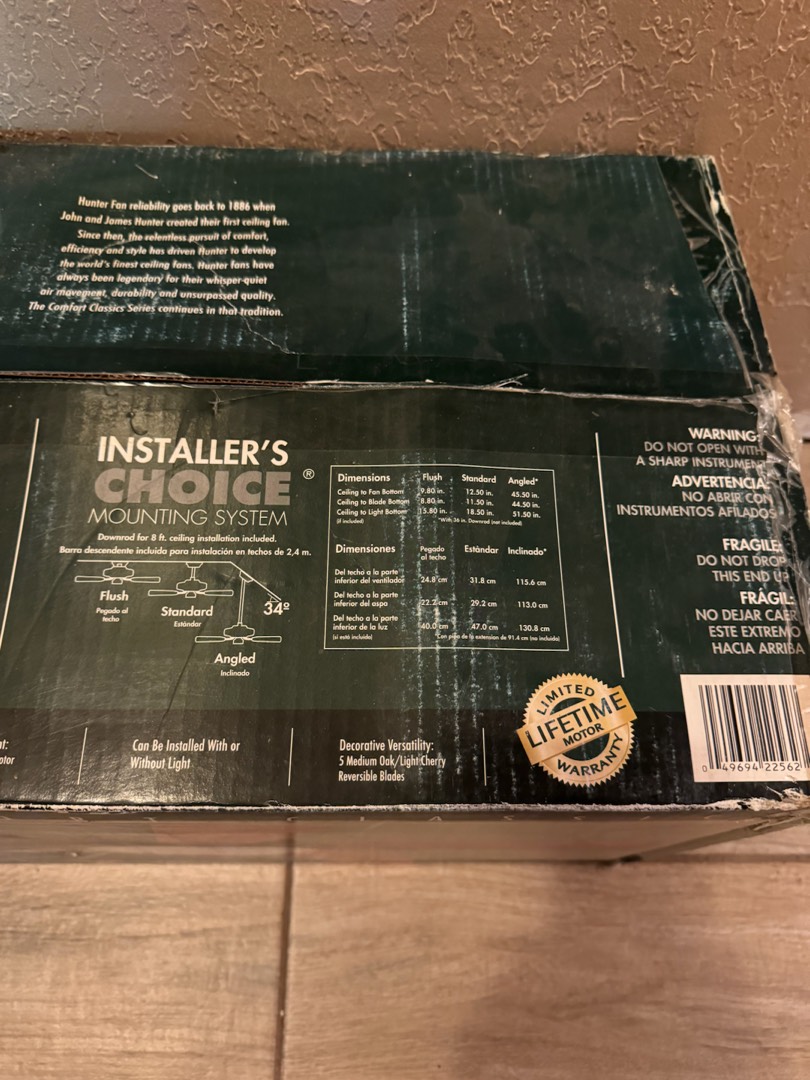 Hunter Fan reliability goes back to 1886 when
John and James Hunter created their first ceiling fan.
Since then, the relentless pursuit of comfort,
efficiency and style has driven Hunter to develop
the world's finest ceiling fans. Hunter fans have
always been legendary for their whisper-quiet
air movement, durability and unsurpassed quality.
The Comfort Classics Series continues in that tradition.
INSTALLER'S
CHOICE ®
MOUNTING SYSTEM
Downrod for 8 ft. ceiling installation included.
Barra descendente incluida para instalación en techos de 2,4 m.
Flush
Pegado al
techo
Standard
Estándar
34º
Angled
Inclinado
Dimensions Flush Standard Angled*
Ceiling to Fan Bottom 9.80 in. 12.50 in. 45.50 in.
Ceiling to Blade Bottom 8.80 in. 11.50 in. 44.50 in.
Ceiling to Light Bottom 15.80 in. 18.50 in. 51.50 in.
(if included) *With 36 in. Downrod (not included)
Dimensiones Pegado al techo Estándar Inclinado*
Del techo a la parte
inferior del ventilador 24.8 cm 31.8 cm 115.6 cm
Del techo a la parte
inferior del aspa 22.2 cm 29.2 cm 113.0 cm
Del techo a la parte
inferior de la luz 40.0 cm 47.0 cm 130.8 cm
(si está incluido) *Con de extension de 91.4 cm (no incluido)
WARNING:
DO NOT OPEN WITH
A SHARP INSTRUMENT
ADVERTENCIA:
NO ABRIR CON
INSTRUMENTOS AFILADOS
FRAGILE:
DO NOT DROP
THIS END UP
FRÁGIL:
NO DEJAR CAER
ESTE EXTREMO
HACIA ARRIBA
Can Be Installed With or
Without Light
Decorative Versatility:
5 Medium Oak/Light Cherry
Reversible Blades
LIMITED
LIFETIME
MOTOR
WARRANTY
0 49694 22562